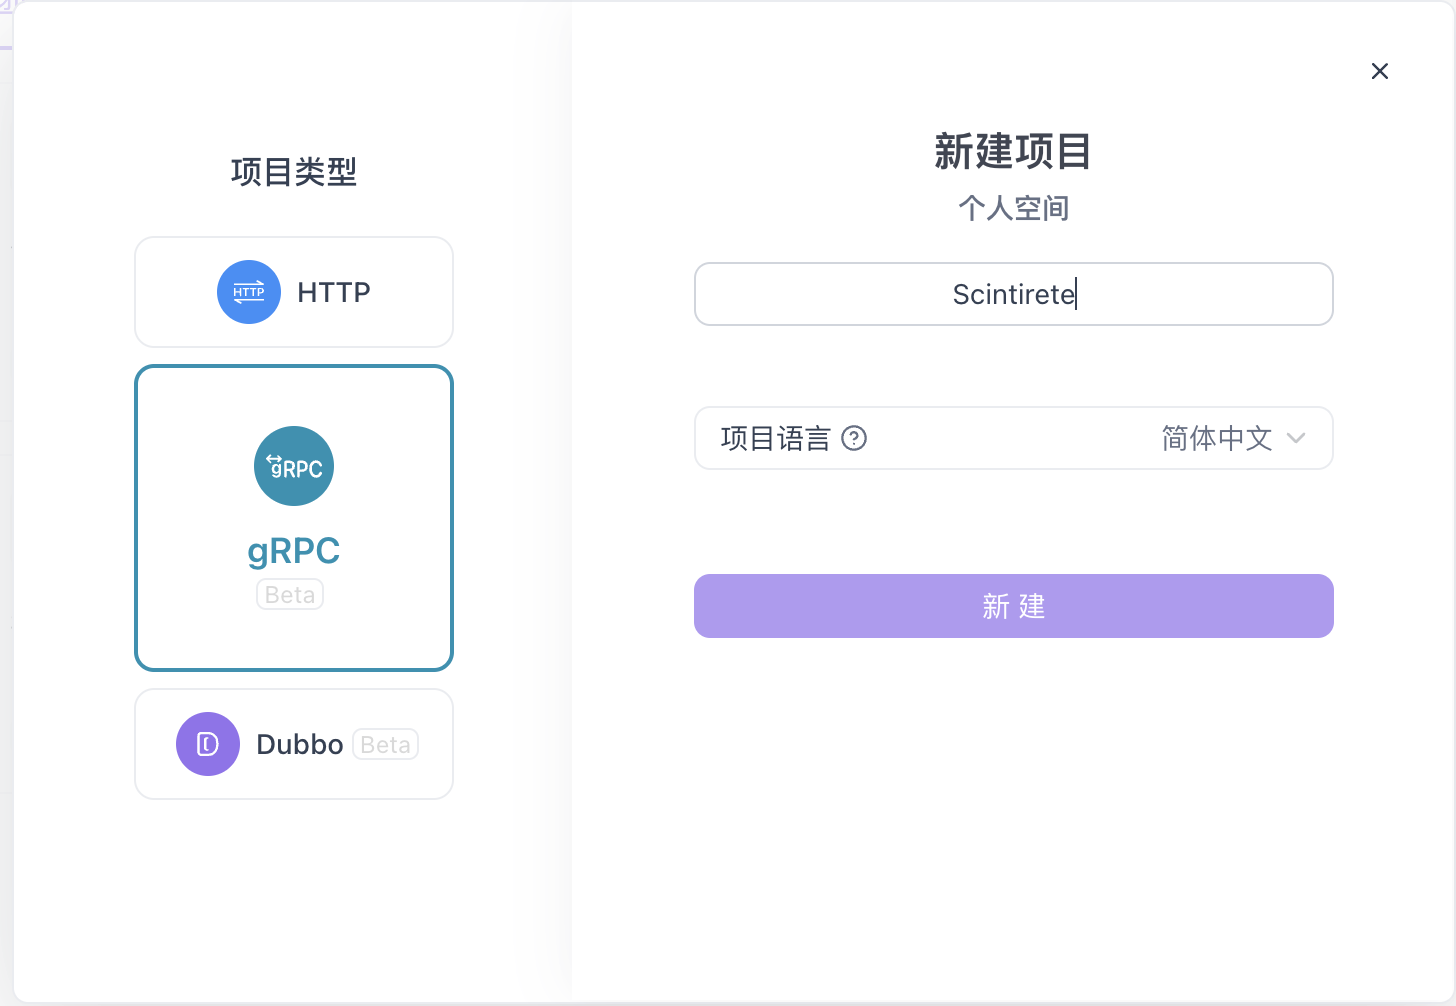 项目类型
HTTP
HTTP
gRPC
gRPC
Beta
Dubbo Beta
新建项目
个人空间
Scintirete
项目语言 ? 简体中文
新 建